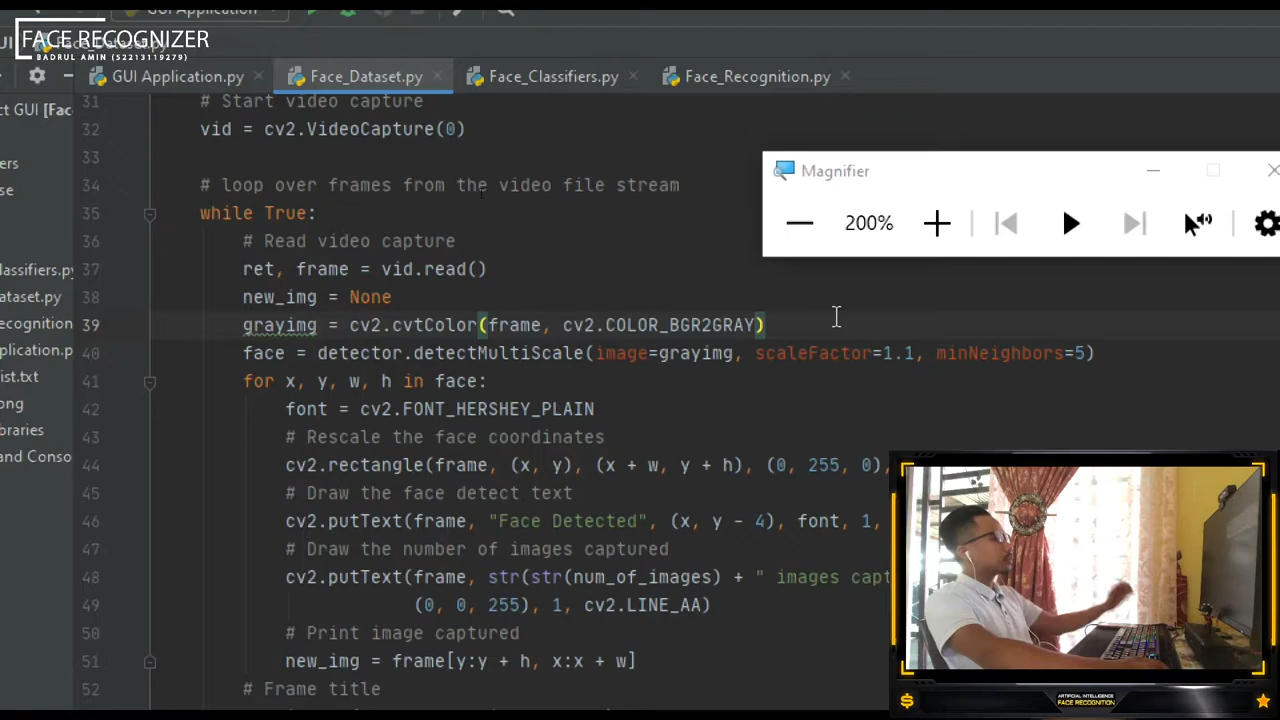 GUI Application
FACE RECOGNIZER
BADRUL AMIN (52213119279)
GUI Application.py
Face_Dataset.py
Face_Classifiers.py
Face_Recognition.py
ct GUI [Fac
ers
se
lassifiers.py
ataset.py
recognition
pplication.p
ist.txt
ong
braries
and Conso
31 # Start video capture
32 vid = cv2.VideoCapture(0)
33
34 # loop over frames from the video file stream
35 while True:
36 # Read video capture
37 ret, frame = vid.read()
38 new_img = None
39 grayimg = cv2.cvtColor(frame, cv2.COLOR_BGR2GRAY)
40 face = detector.detectMultiScale(image=grayimg, scaleFactor=1.1, minNeighbors=5)
41 for x, y, w, h in face:
42 font = cv2.FONT_HERSHEY_PLAIN
43 # Rescale the face coordinates
44 cv2.rectangle(frame, (x, y), (x + w, y + h), (0, 255, 0),
45 # Draw the face detect text
46 cv2.putText(frame, "Face Detected", (x, y - 4), font, 1,
47 # Draw the number of images captured
48 cv2.putText(frame, str(str(num_of_images) + " images capt
49 (0, 0, 255), 1, cv2.LINE_AA)
50 # Print image captured
51 new_img = frame[y:y + h, x:x + w]
52 # Frame title
Magnifier
200%
ARTIFICIAL INTELLIGENCE
FACE RECOGNITION